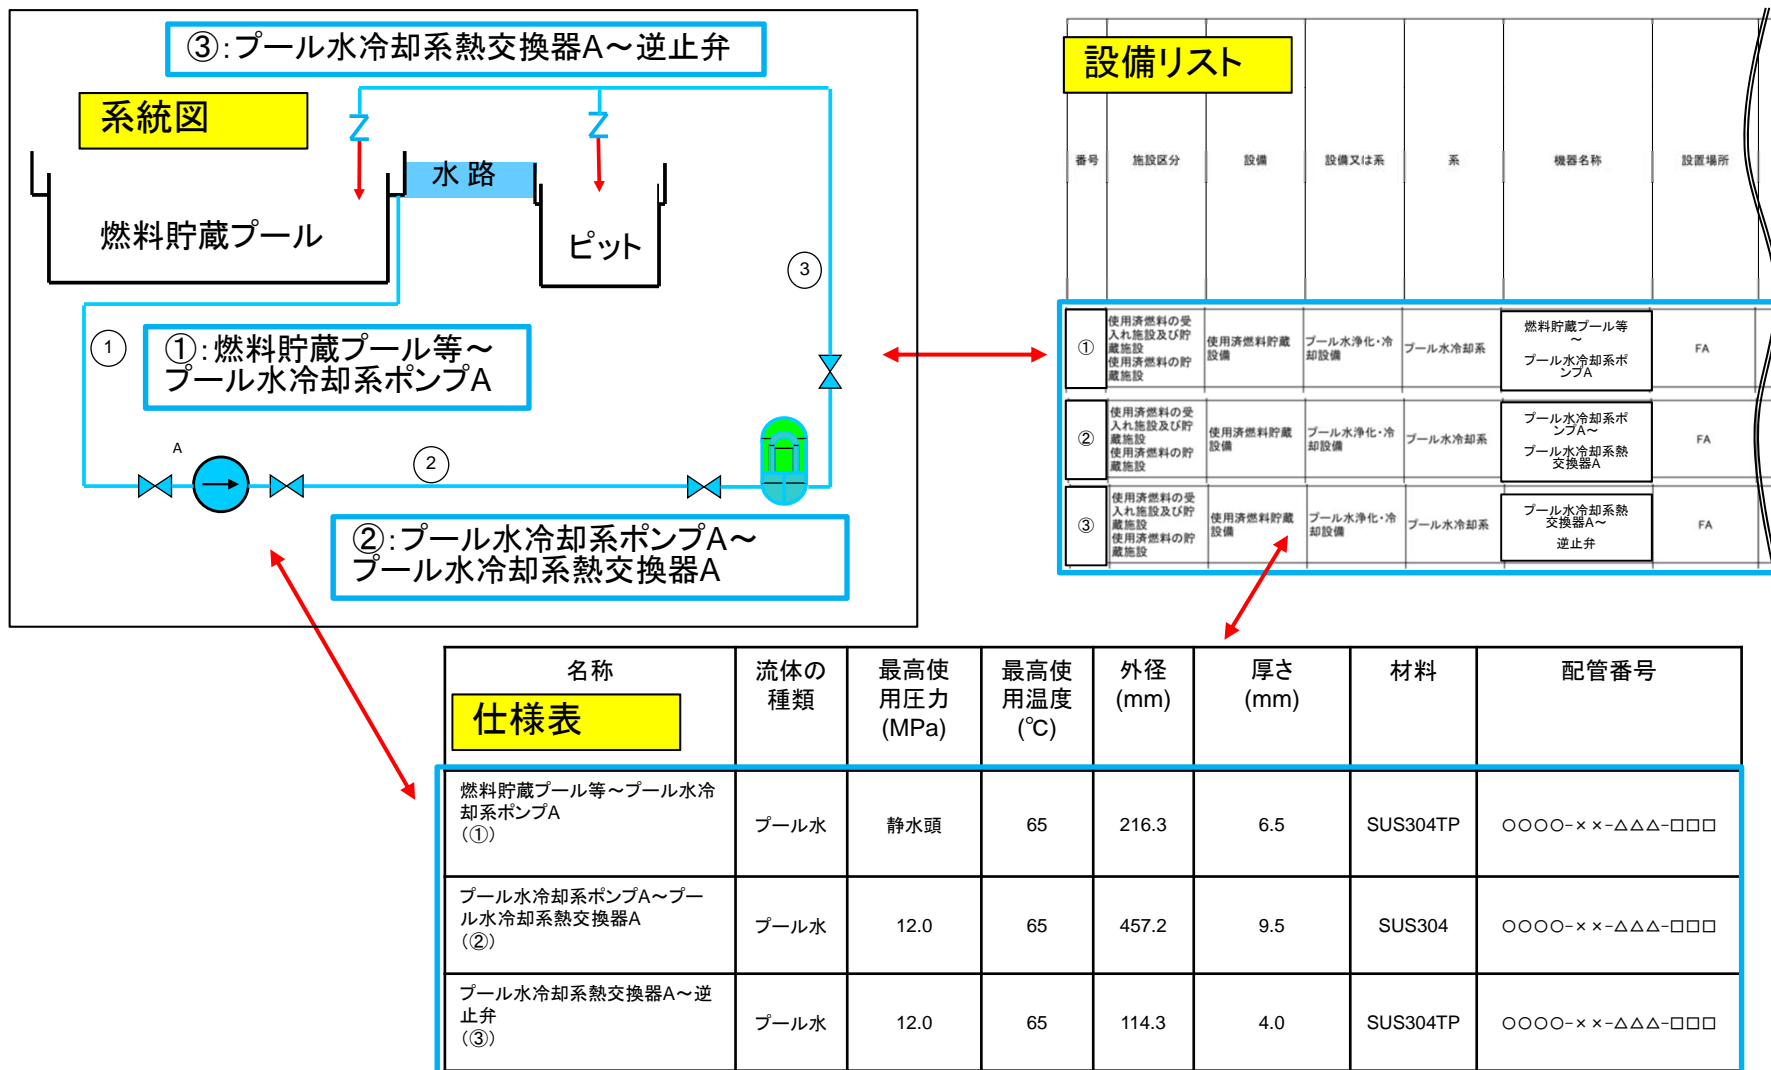 ③:プール水冷却系熱交換器A～逆止弁
系統図
水 路
燃料貯蔵プール
ピット
3
1
①:燃料貯蔵プール等～
プール水冷却系ポンプA
A
2
②:プール水冷却系ポンプA～
プール水冷却系熱交換器A
設備リスト
番号 施設区分 設備 設備又は系 系 機器名称 設置場所
①
使用済燃料の受
入れ施設及び貯
蔵施設
使用済燃料の貯
蔵施設
使用済燃料貯蔵
設備
プール水浄化・冷
却設備
プール水冷却系
燃料貯蔵プール等
～
プール水冷却系ポ
ンプA
FA
②
使用済燃料の受
入れ施設及び貯
蔵施設
使用済燃料の貯
蔵施設
使用済燃料貯蔵
設備
プール水浄化・冷
却設備
プール水冷却系
プール水冷却系ポ
ンプA～
プール水冷却系熱
交換器A
FA
③
使用済燃料の受
入れ施設及び貯
蔵施設
使用済燃料の貯
蔵施設
使用済燃料貯蔵
設備
プール水浄化・冷
却設備
プール水冷却系
プール水冷却系熱
交換器A～
逆止弁
FA
名称
仕様表
流体の
種類
最高使
用圧力
(MPa)
最高使
用温度
(℃)
外径
(mm)
厚さ
(mm)
材料
配管番号
燃料貯蔵プール等～プール水冷
却系ポンプA
(①)
プール水 静水頭 65 216.3 6.5 SUS304TP ○○○○-××-△△△-□□□
プール水冷却系ポンプA～プー
ル水冷却系熱交換器A
(②)
プール水 12.0 65 457.2 9.5 SUS304 ○○○○-××-△△△-□□□
プール水冷却系熱交換器A～逆
止弁
(③)
プール水 12.0 65 114.3 4.0 SUS304TP ○○○○-××-△△△-□□□